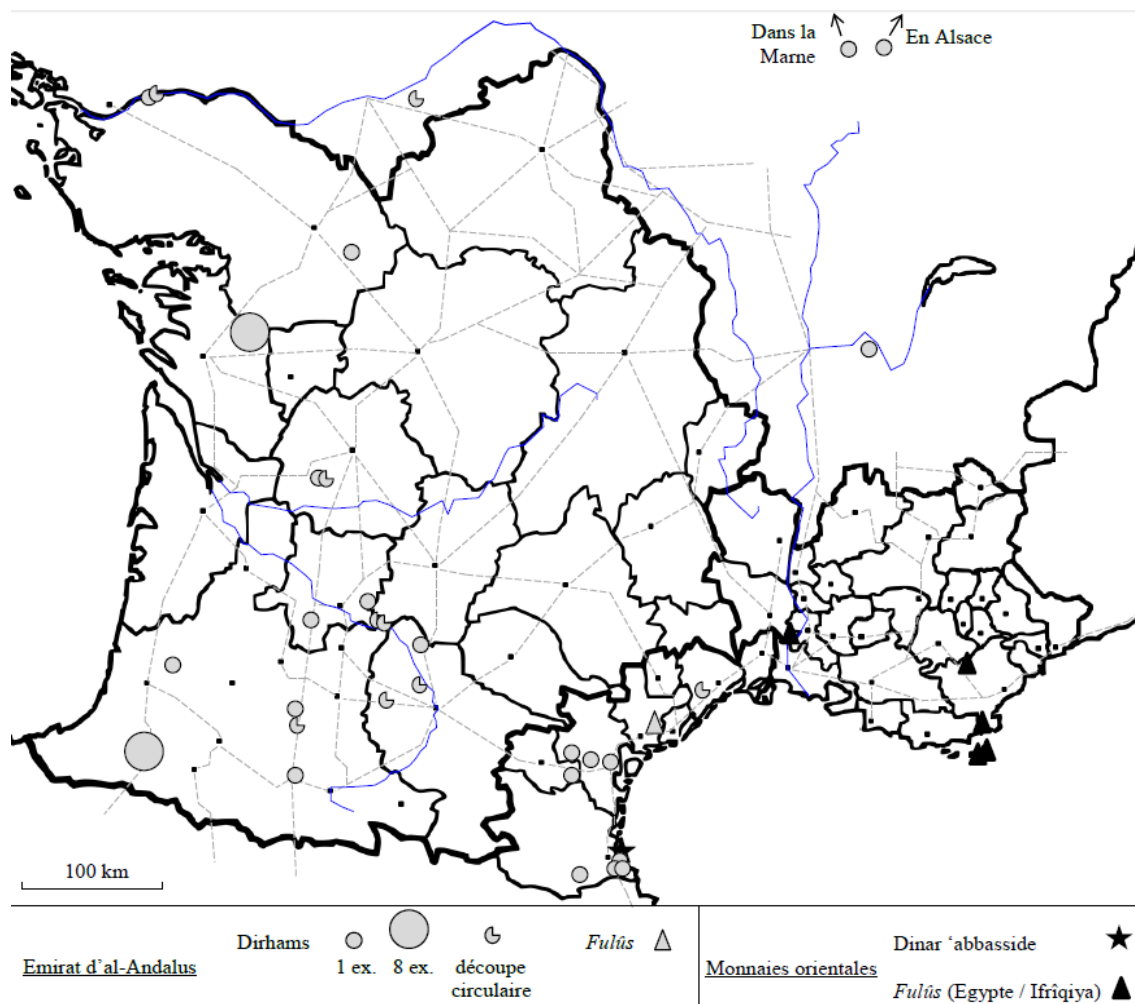 Dans la
Marne
En Alsace
100 km
Emirat d'al-Andalus
Dirhams
1 ex.
8 ex.
découpe
circulaire
Fulûs
Monnaies orientales
Dinar ‘abbasside
Fulûs (Egypte / Ifrîqiya)